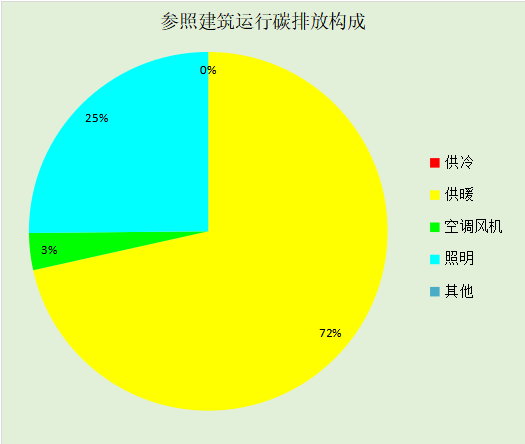 参照建筑运行碳排放构成
0%
25%
3%
72%
供冷
供暖
空调风机
照明
其他